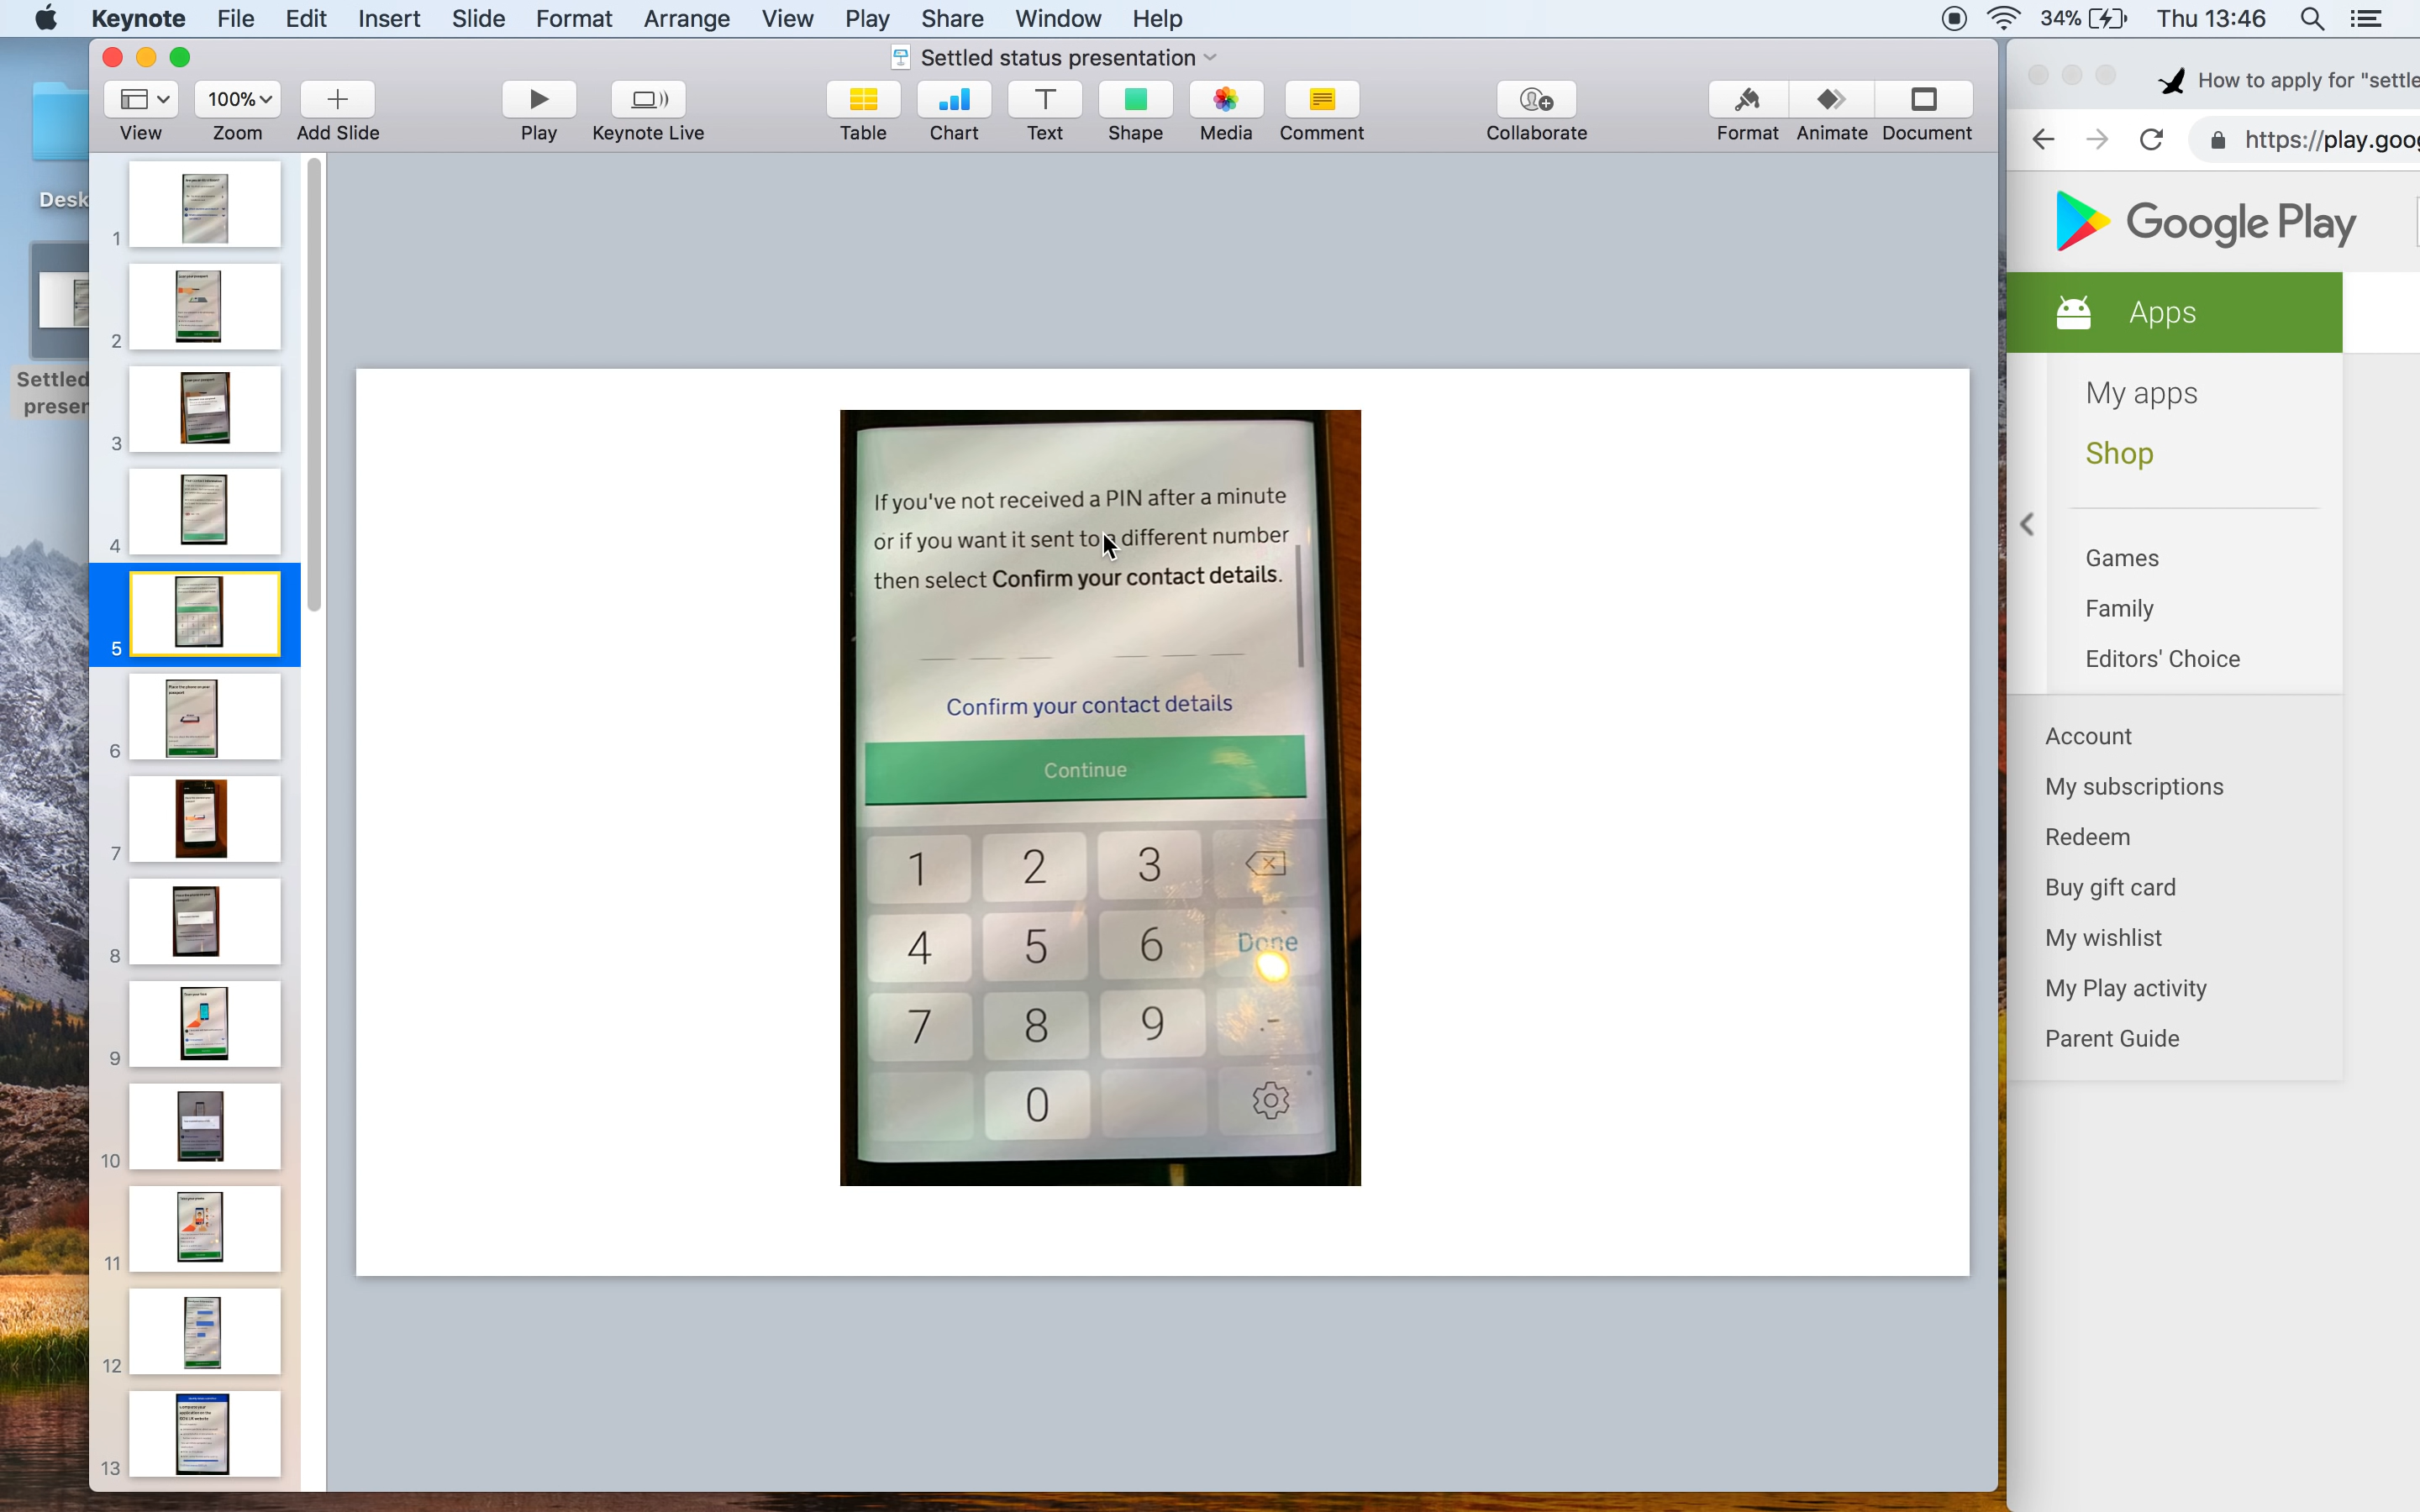 Keynote File Edit Insert Slide Format Arrange View Play Share Window Help
34% Thu 13:46
Settled status presentation
100%
View Zoom Add Slide Play Keynote Live Table Chart Text Shape Media Comment Collaborate Format Animate Document
Desk
Settled
preser
1
2
3
4
5
6
7
8
9
10
11
12
13
If you've not received a PIN after a minute
or if you want it sent to a different number
then select Confirm your contact details.
Confirm your contact details
Continue
1 2 3
4 5 6 Done
7 8 9 .-
0
How to apply for "settle
https://play.goog
Google Play
Apps
My apps
Shop
Games
Family
Editors' Choice
Account
My subscriptions
Redeem
Buy gift card
My wishlist
My Play activity
Parent Guide